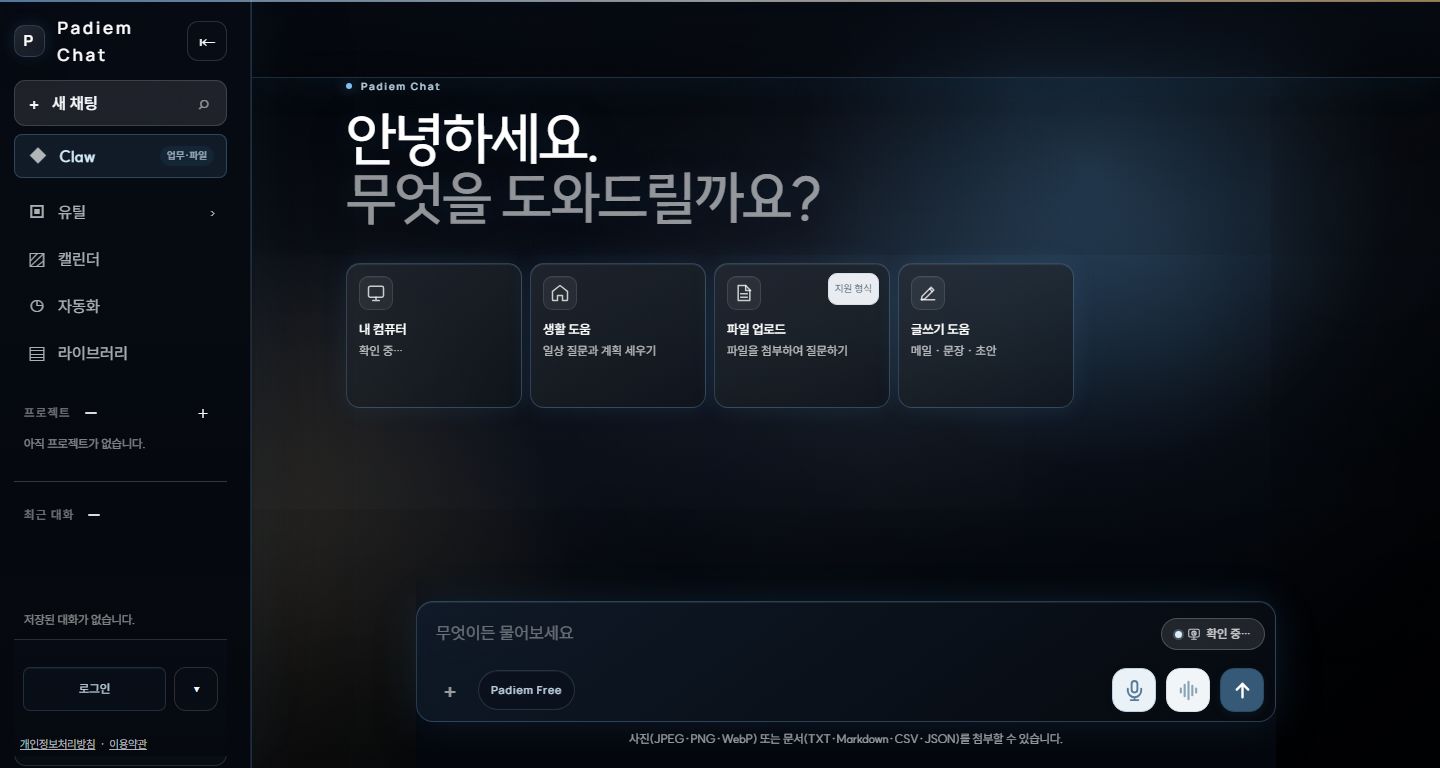 P
Padiem
Chat
+ 새 채팅
Claw 업무·파일
유틸 ›
캘린더
자동화
라이브러리
프로젝트 — +
아직 프로젝트가 없습니다.
최근 대화 —
저장된 대화가 없습니다.
로그인 ▼
개인정보처리방침 · 이용약관
Padiem Chat
안녕하세요.
무엇을 도와드릴까요?
내 컴퓨터
확인 중…
생활 도움
일상 질문과 계획 세우기
지원 형식
파일 업로드
파일을 첨부하여 질문하기
글쓰기 도움
메일 · 문장 · 초안
무엇이든 물어보세요
확인 중…
+ Padiem Free
사진(JPEG·PNG·WebP) 또는 문서(TXT·Markdown·CSV·JSON)를 첨부할 수 있습니다.